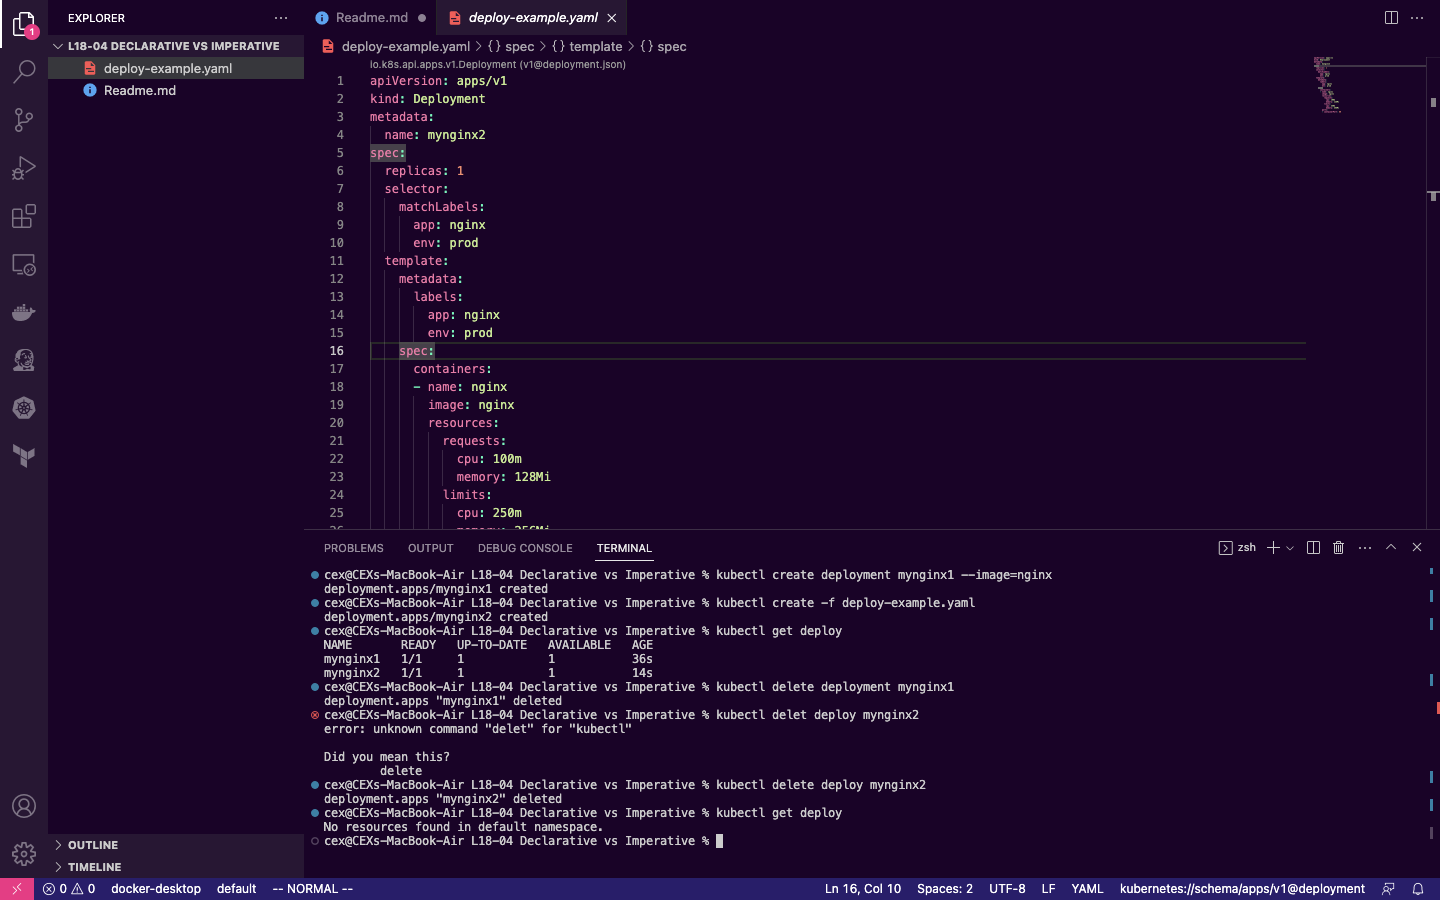 EXPLORER
L18-04 DECLARATIVE VS IMPERATIVE
deploy-example.yaml
Readme.md
1
OUTLINE
TIMELINE
Readme.md
deploy-example.yaml
deploy-example.yaml > {} spec > {} template > {} spec
io.k8s.api.apps.v1.Deployment (v1@deployment.json)
1 apiVersion: apps/v1
2 kind: Deployment
3 metadata:
4 name: mynginx2
5 spec:
6 replicas: 1
7 selector:
8 matchLabels:
9 app: nginx
10 env: prod
11 template:
12 metadata:
13 labels:
14 app: nginx
15 env: prod
16 spec:
17 containers:
18 - name: nginx
19 image: nginx
20 resources:
21 requests:
22 cpu: 100m
23 memory: 128Mi
24 limits:
25 cpu: 250m
26 memory: 256Mi
PROBLEMS OUTPUT DEBUG CONSOLE TERMINAL
zsh
cex@CEXs-MacBook-Air L18-04 Declarative vs Imperative % kubectl create deployment mynginx1 --image=nginx
deployment.apps/mynginx1 created
cex@CEXs-MacBook-Air L18-04 Declarative vs Imperative % kubectl create -f deploy-example.yaml
deployment.apps/mynginx2 created
cex@CEXs-MacBook-Air L18-04 Declarative vs Imperative % kubectl get deploy
NAME READY UP-TO-DATE AVAILABLE AGE
mynginx1 1/1 1 1 36s
mynginx2 1/1 1 1 14s
cex@CEXs-MacBook-Air L18-04 Declarative vs Imperative % kubectl delete deployment mynginx1
deployment.apps "mynginx1" deleted
cex@CEXs-MacBook-Air L18-04 Declarative vs Imperative % kubectl delet deploy mynginx2
error: unknown command "delet" for "kubectl"
Did you mean this?
delete
cex@CEXs-MacBook-Air L18-04 Declarative vs Imperative % kubectl delete deploy mynginx2
deployment.apps "mynginx2" deleted
cex@CEXs-MacBook-Air L18-04 Declarative vs Imperative % kubectl get deploy
No resources found in default namespace.
cex@CEXs-MacBook-Air L18-04 Declarative vs Imperative %
0 0 docker-desktop default -- NORMAL -- Ln 16, Col 10 Spaces: 2 UTF-8 LF YAML kubernetes://schema/apps/v1@deployment